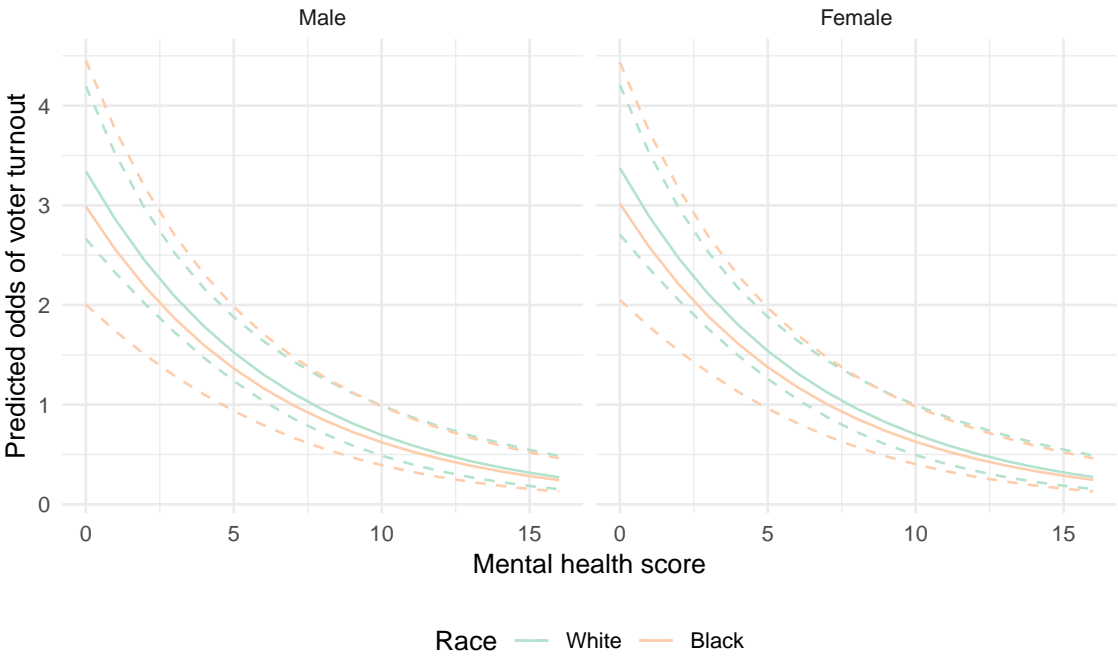 Male Female
Predicted odds of voter turnout
4
3
2
1
0
0 5 10 15 0 5 10 15
Mental health score
Race White Black